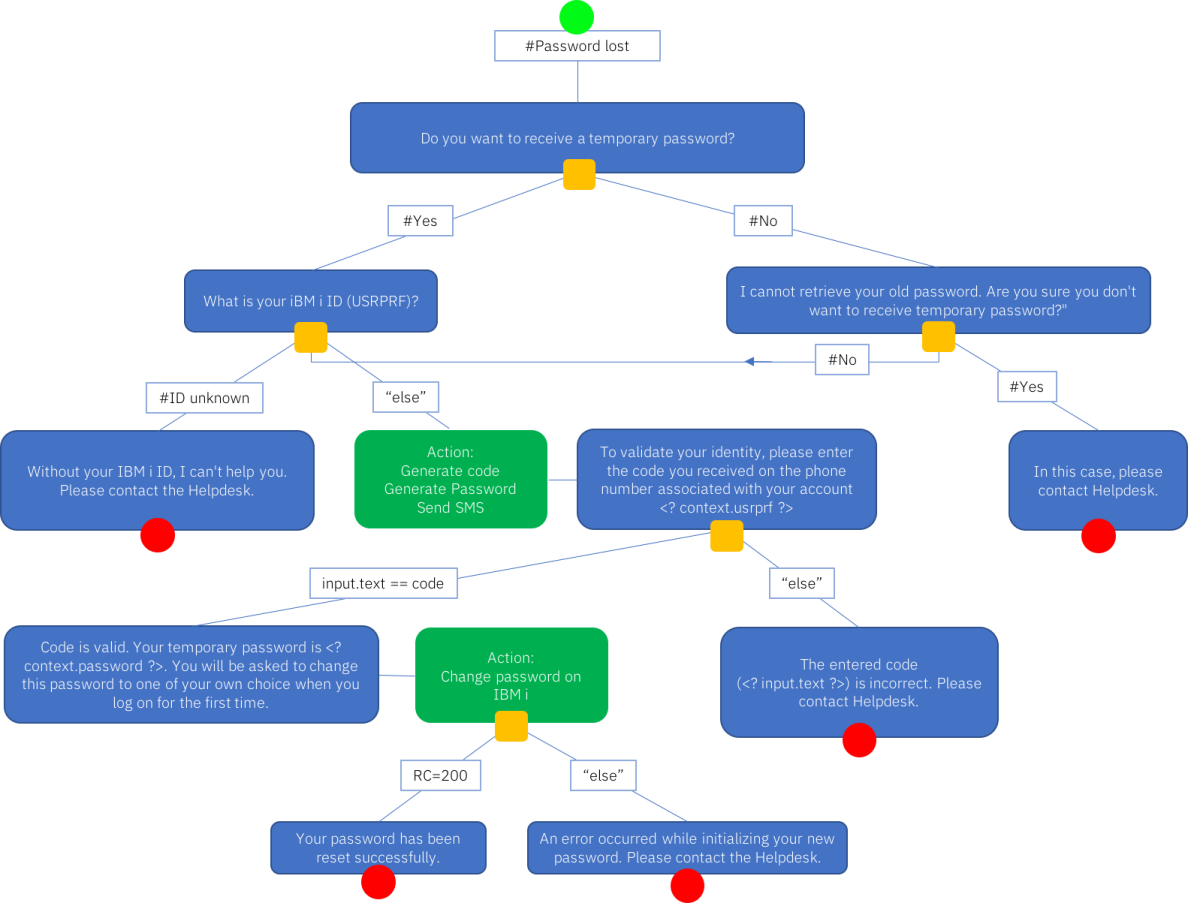 #Password lost
Do you want to receive a temporary password?
#Yes
#No
What is your iBM i ID (USRPRF)?
I cannot retrieve your old password. Are you sure you don't
want to receive temporary password?"
#No
#ID unknown
“else”
#Yes
Without your IBM i ID, I can't help you.
Please contact the Helpdesk.
Action:
Generate code
Generate Password
Send SMS
To validate your identity, please enter
the code you received on the phone
number associated with your account
<? context.usrprf ?>
In this case, please
contact Helpdesk.
input.text == code
“else”
Code is valid. Your temporary password is <?
context.password ?>. You will be asked to change
this password to one of your own choice when you
log on for the first time.
Action:
Change password on
IBM i
The entered code
(<? input.text ?>) is incorrect. Please
contact Helpdesk.
RC=200
“else”
Your password has been
reset successfully.
An error occurred while initializing your new
password. Please contact the Helpdesk.